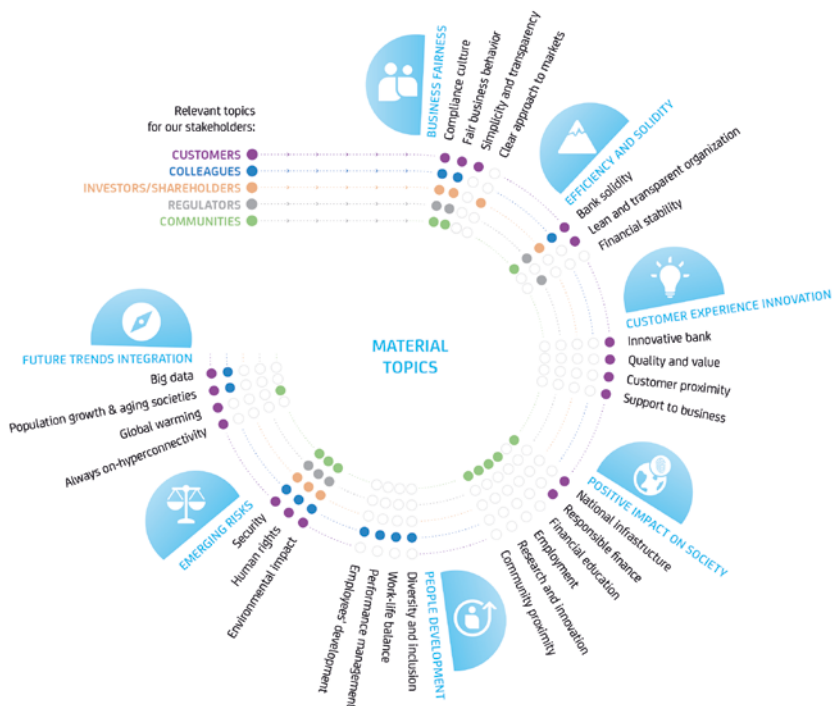 Relevant topics
for our stakeholders:
CUSTOMERS
COLLEAGUES
INVESTORS/SHAREHOLDERS
REGULATORS
COMMUNITIES
BUSINESS FAIRNESS
Compliance culture
Fair business behavior
Simplicity and transparency
Clear approach to markets
EFFICIENCY AND SOLIDITY
Bank solidity
Lean and transparent organization
Financial stability
CUSTOMER EXPERIENCE INNOVATION
Innovative bank
Quality and value
Customer proximity
Support to business
POSITIVE IMPACT ON SOCIETY
National infrastructure
Responsible finance
Financial education
Employment
Research and innovation
Community proximity
PEOPLE DEVELOPMENT
Diversity and inclusion
Work-life balance
Performance management
Employees' development
EMERGING RISKS
Environmental impact
Human rights
Security
FUTURE TRENDS INTEGRATION
Big data
Population growth & aging societies
Global warming
Always on-hyperconnectivity
MATERIAL
TOPICS